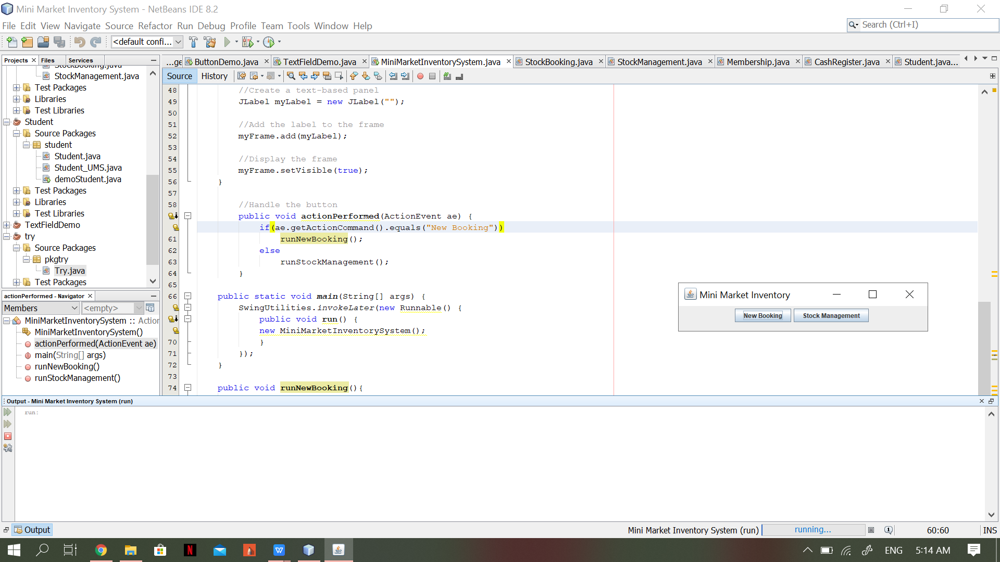 Mini Market Inventory System - NetBeans IDE 8.2
File Edit View Navigate Source Refactor Run Debug Profile Team Tools Window Help
Search (Ctrl+I)
<default confi...
Projects Files Services
StockBooking.java
StockManagement.java
Test Packages
Libraries
Test Libraries
Student
Source Packages
student
Student.java
Student_UMS.java
demoStudent.java
Test Packages
Libraries
Test Libraries
TextFieldDemo
try
Source Packages
pkgtry
Try.java
Test Packages
actionPerformed - Navigator
Members <empty>
MiniMarketInventorySystem :: Action
MiniMarketInventorySystem()
actionPerformed(ActionEvent ae)
main(String[] args)
runNewBooking()
runStockManagement()
...ge ButtonDemo.java TextFieldDemo.java MiniMarketInventorySystem.java StockBooking.java StockManagement.java Membership.java CashRegister.java Student.java...
Source History
48 //Create a text-based panel
49 JLabel myLabel = new JLabel("");
50
51 //Add the label to the frame
52 myFrame.add(myLabel);
53
54 //Display the frame
55 myFrame.setVisible(true);
56 }
57
58 //Handle the button
public void actionPerformed(ActionEvent ae) {
if(ae.getActionCommand().equals("New Booking"))
61 runNewBooking();
62 else
63 runStockManagement();
64 }
65
66 public static void main(String[] args) {
SwingUtilities.invokeLater(new Runnable() {
public void run() {
new MiniMarketInventorySystem();
70 }
71 });
72 }
73
74 public void runNewBooking(){
Mini Market Inventory
New Booking Stock Management
Output - Mini Market Inventory System (run)
run:
Output
Mini Market Inventory System (run) running... 60:60 INS
ENG 5:14 AM